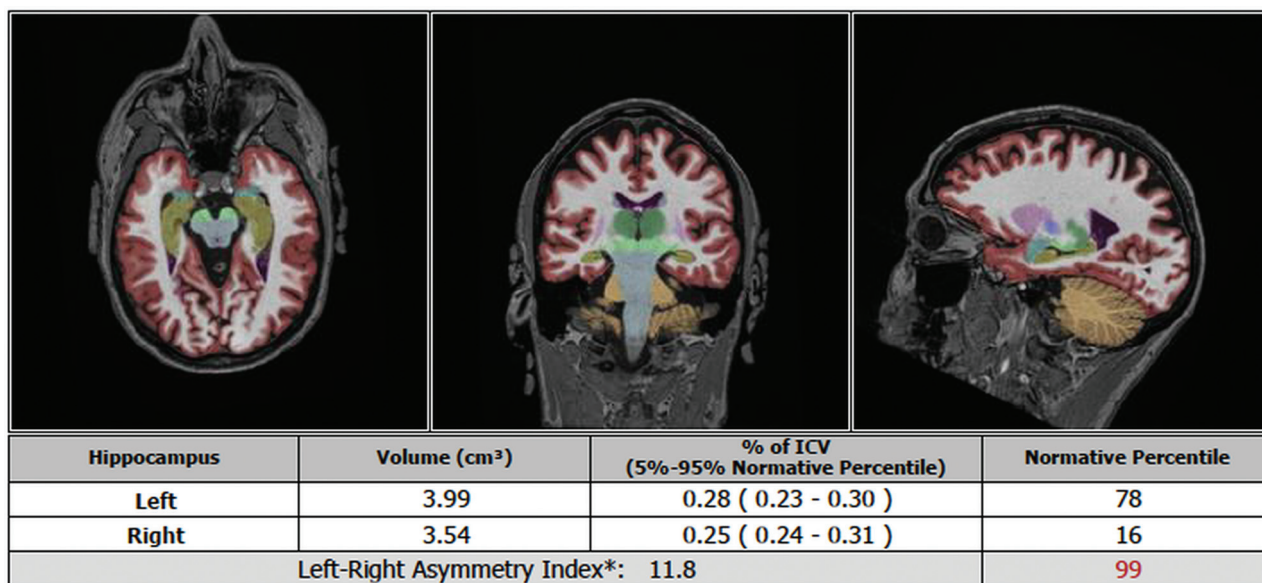 Hippocampus Volume (cm³) % of ICV (5%-95% Normative Percentile) Normative Percentile
Left 3.99 0.28 ( 0.23 - 0.30 ) 78
Right 3.54 0.25 ( 0.24 - 0.31 ) 16
Left-Right Asymmetry Index*: 11.8 99